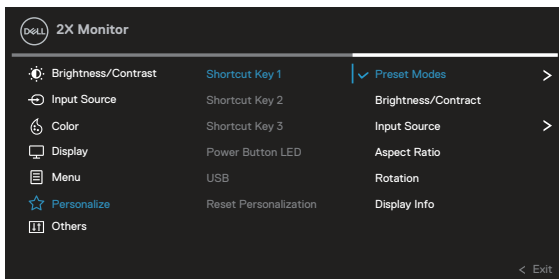 DELL 2X Monitor
Brightness/Contrast Shortcut Key 1 Preset Modes >
Input Source Shortcut Key 2 Brightness/Contract
Color Shortcut Key 3 Input Source >
Display Power Button LED Aspect Ratio
Menu USB Rotation
Personalize Reset Personalization Display Info
Others
< Exit